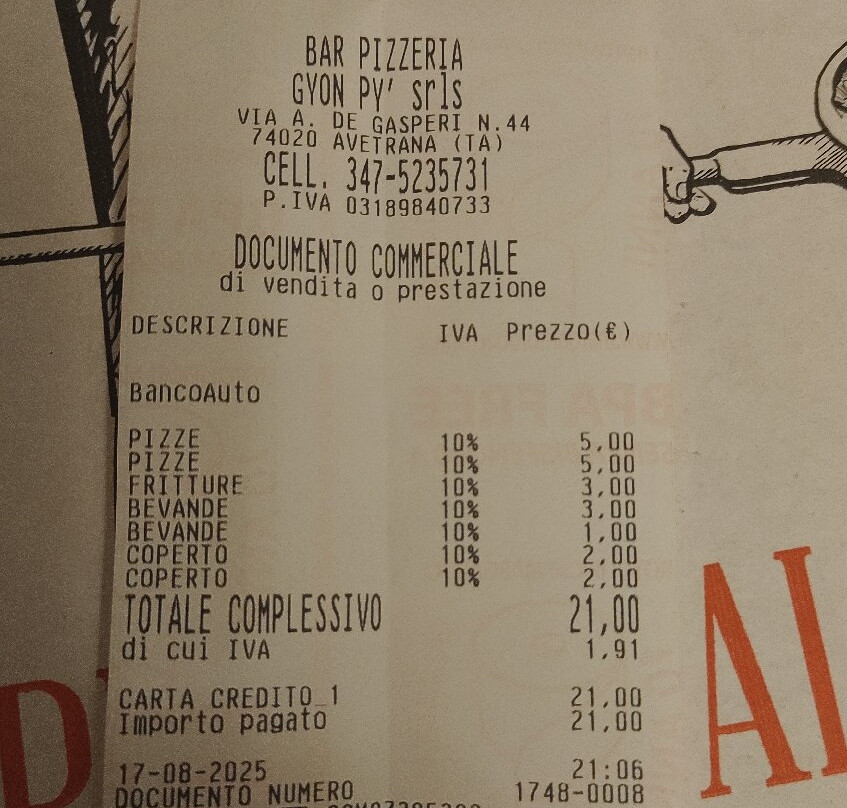 BAR PIZZERIA
GYON PY' srls
VIA A. DE GASPERI N.44
74020 AVETRANA (TA)
CELL. 347-5235731
P.IVA 03189840733
DOCUMENTO COMMERCIALE
di vendita o prestazione
DESCRIZIONE IVA Prezzo(€)
BancoAuto
PIZZE 10% 5,00
PIZZE 10% 5,00
FRITTURE 10% 3,00
BEVANDE 10% 3,00
BEVANDE 10% 1,00
COPERTO 10% 2,00
COPERTO 10% 2,00
TOTALE COMPLESSIVO 21,00
di cui IVA 1,91
CARTA CREDITO 1 21,00
Importo pagato 21,00
17-08-2025 21:06
DOCUMENTO NUMERO 1748-0008
AI